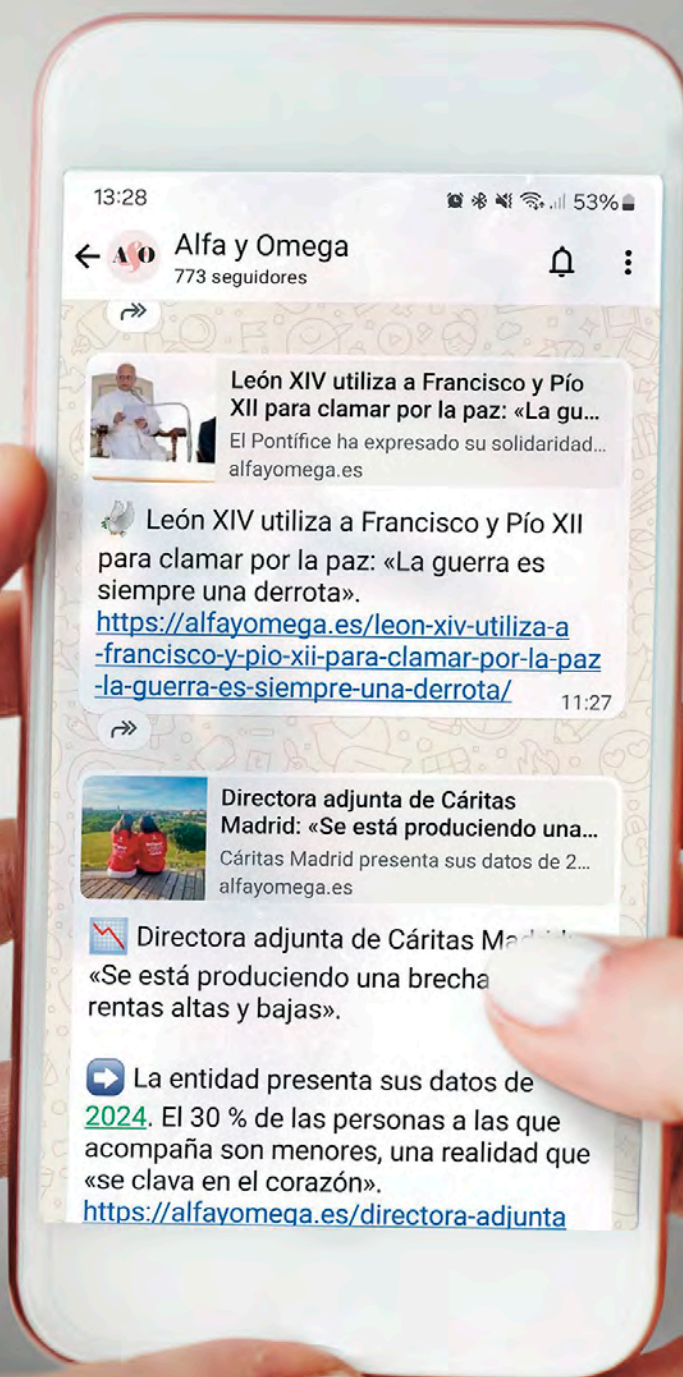 13:28
53%
AÑO
Alfa y Omega
773 seguidores
León XIV utiliza a Francisco y Pío
XII para clamar por la paz: «La gu...
El Pontífice ha expresado su solidaridad...
alfayomega.es
León XIV utiliza a Francisco y Pío XII
para clamar por la paz: «La guerra es
siempre una derrota».
https://alfayomega.es/leon-xiv-utiliza-a
-francisco-y-pio-xii-para-clamar-por-la-paz
-la-guerra-es-siempre-una-derrota/
11:27
Directora adjunta de Cáritas
Madrid: «Se está produciendo una...
Cáritas Madrid presenta sus datos de 2...
alfayomega.es
Directora adjunta de Cáritas
«Se está produciendo una brecha
rentas altas y bajas».
La entidad presenta sus datos de
2024. El 30 % de las personas a las que
acompaña son menores, una realidad que
«se clava en el corazón».
https://alfayomega.es/directora-adjunta